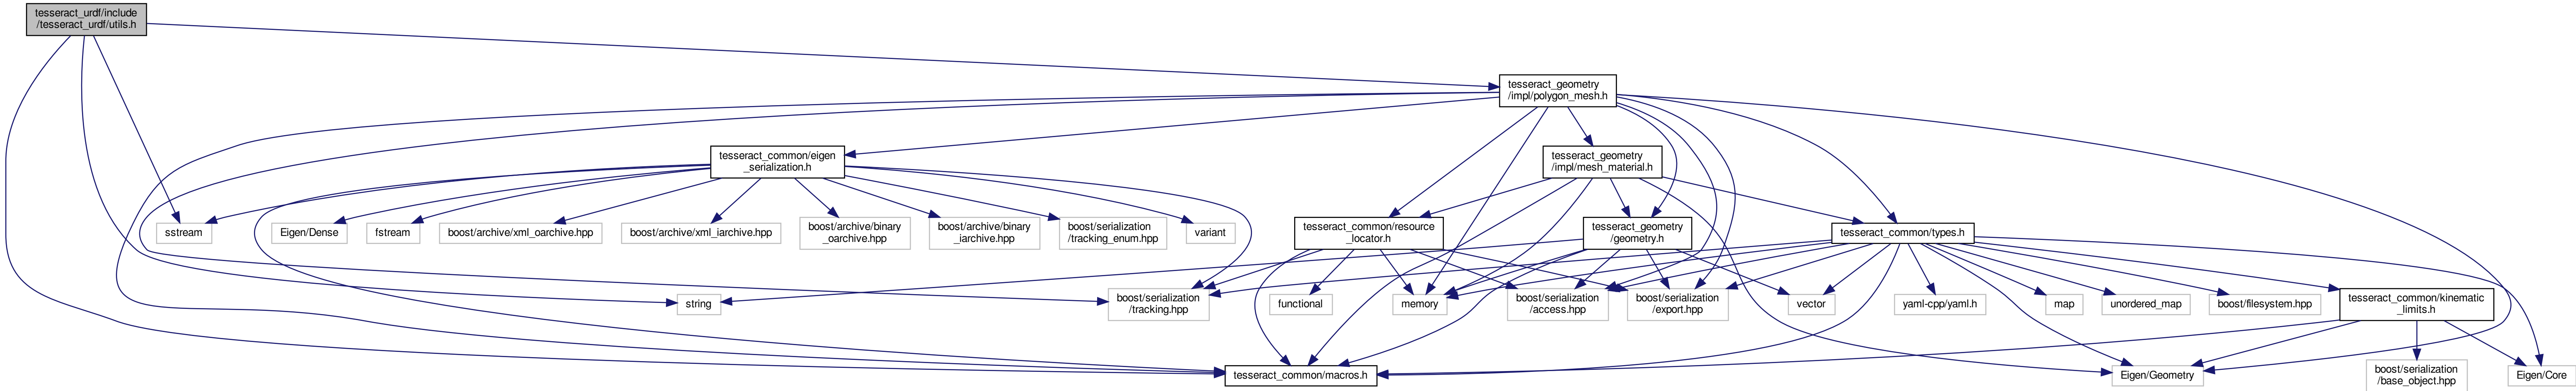 tesseract_urdf/include
/tesseract_urdf/utils.h
tesseract_geometry
/impl/polygon_mesh.h
tesseract_common/eigen
_serialization.h
tesseract_geometry
/impl/mesh_material.h
sstream
Eigen/Dense
fstream
boost/archive/xml_oarchive.hpp
boost/archive/xml_iarchive.hpp
boost/archive/binary
_oarchive.hpp
boost/archive/binary
_iarchive.hpp
boost/serialization
/tracking_enum.hpp
variant
tesseract_common/resource
_locator.h
tesseract_geometry
/geometry.h
tesseract_common/types.h
string
boost/serialization
/tracking.hpp
functional
memory
boost/serialization
/access.hpp
boost/serialization
/export.hpp
vector
yaml-cpp/yaml.h
map
unordered_map
boost/filesystem.hpp
tesseract_common/kinematic
_limits.h
tesseract_common/macros.h
Eigen/Geometry
boost/serialization
/base_object.hpp
Eigen/Core